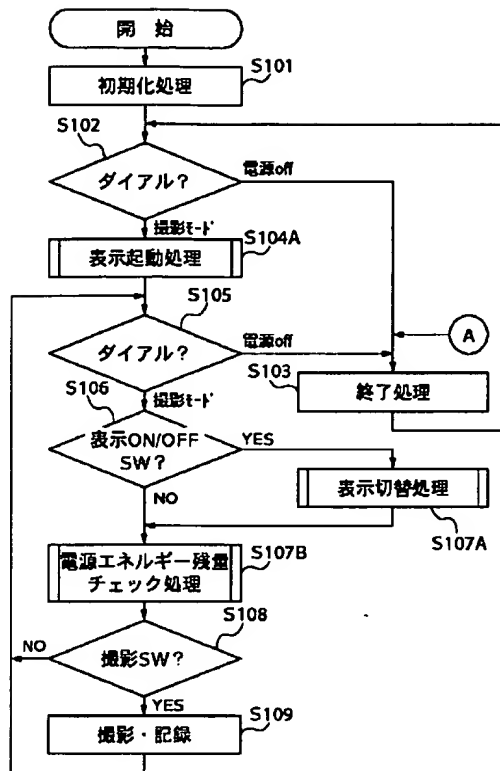 開 始
S101
初期化処理
S102
ダイアル？
電源off
撮影ﾓｰﾄﾞ
S104A
表示起動処理
S105
ダイアル？
電源off
A
S103
終了処理
撮影ﾓｰﾄﾞ
S106
表示ON/OFF
SW？
YES
NO
表示切替処理
S107A
電源エネルギー残量
チェック処理
S107B
S108
撮影SW？
NO
YES
S109
撮影・記録